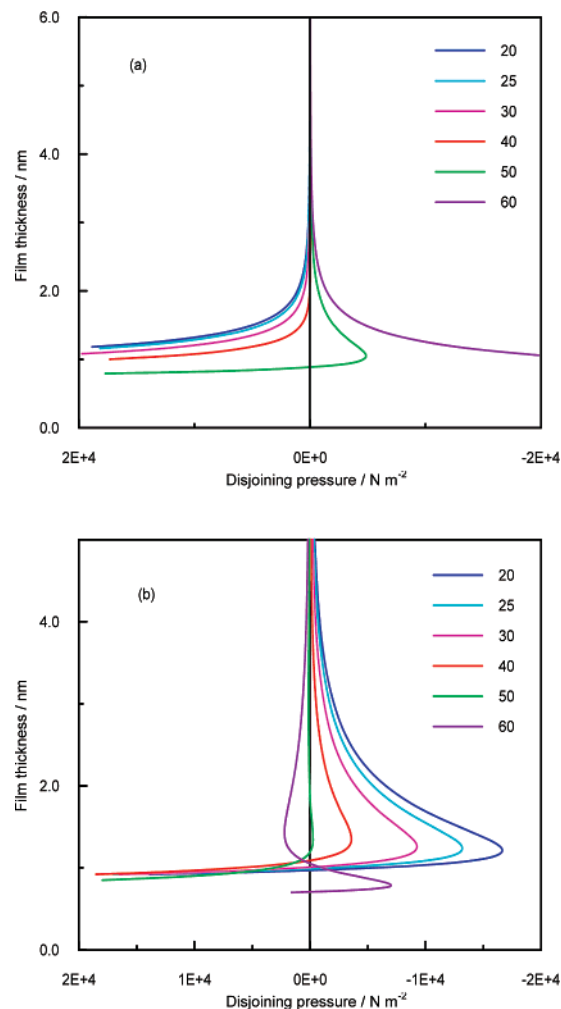 6.0
(a)
20
25
30
40
50
60
4.0
2.0
0.0
Film thickness / nm
2E+4
0E+0
-2E+4
Disjoining pressure / N m-2
(b)
20
25
30
40
50
60
4.0
2.0
0.0
Film thickness / nm
2E+4
1E+4
0E+0
-1E+4
-2E+4
Disjoining pressure / N m-2